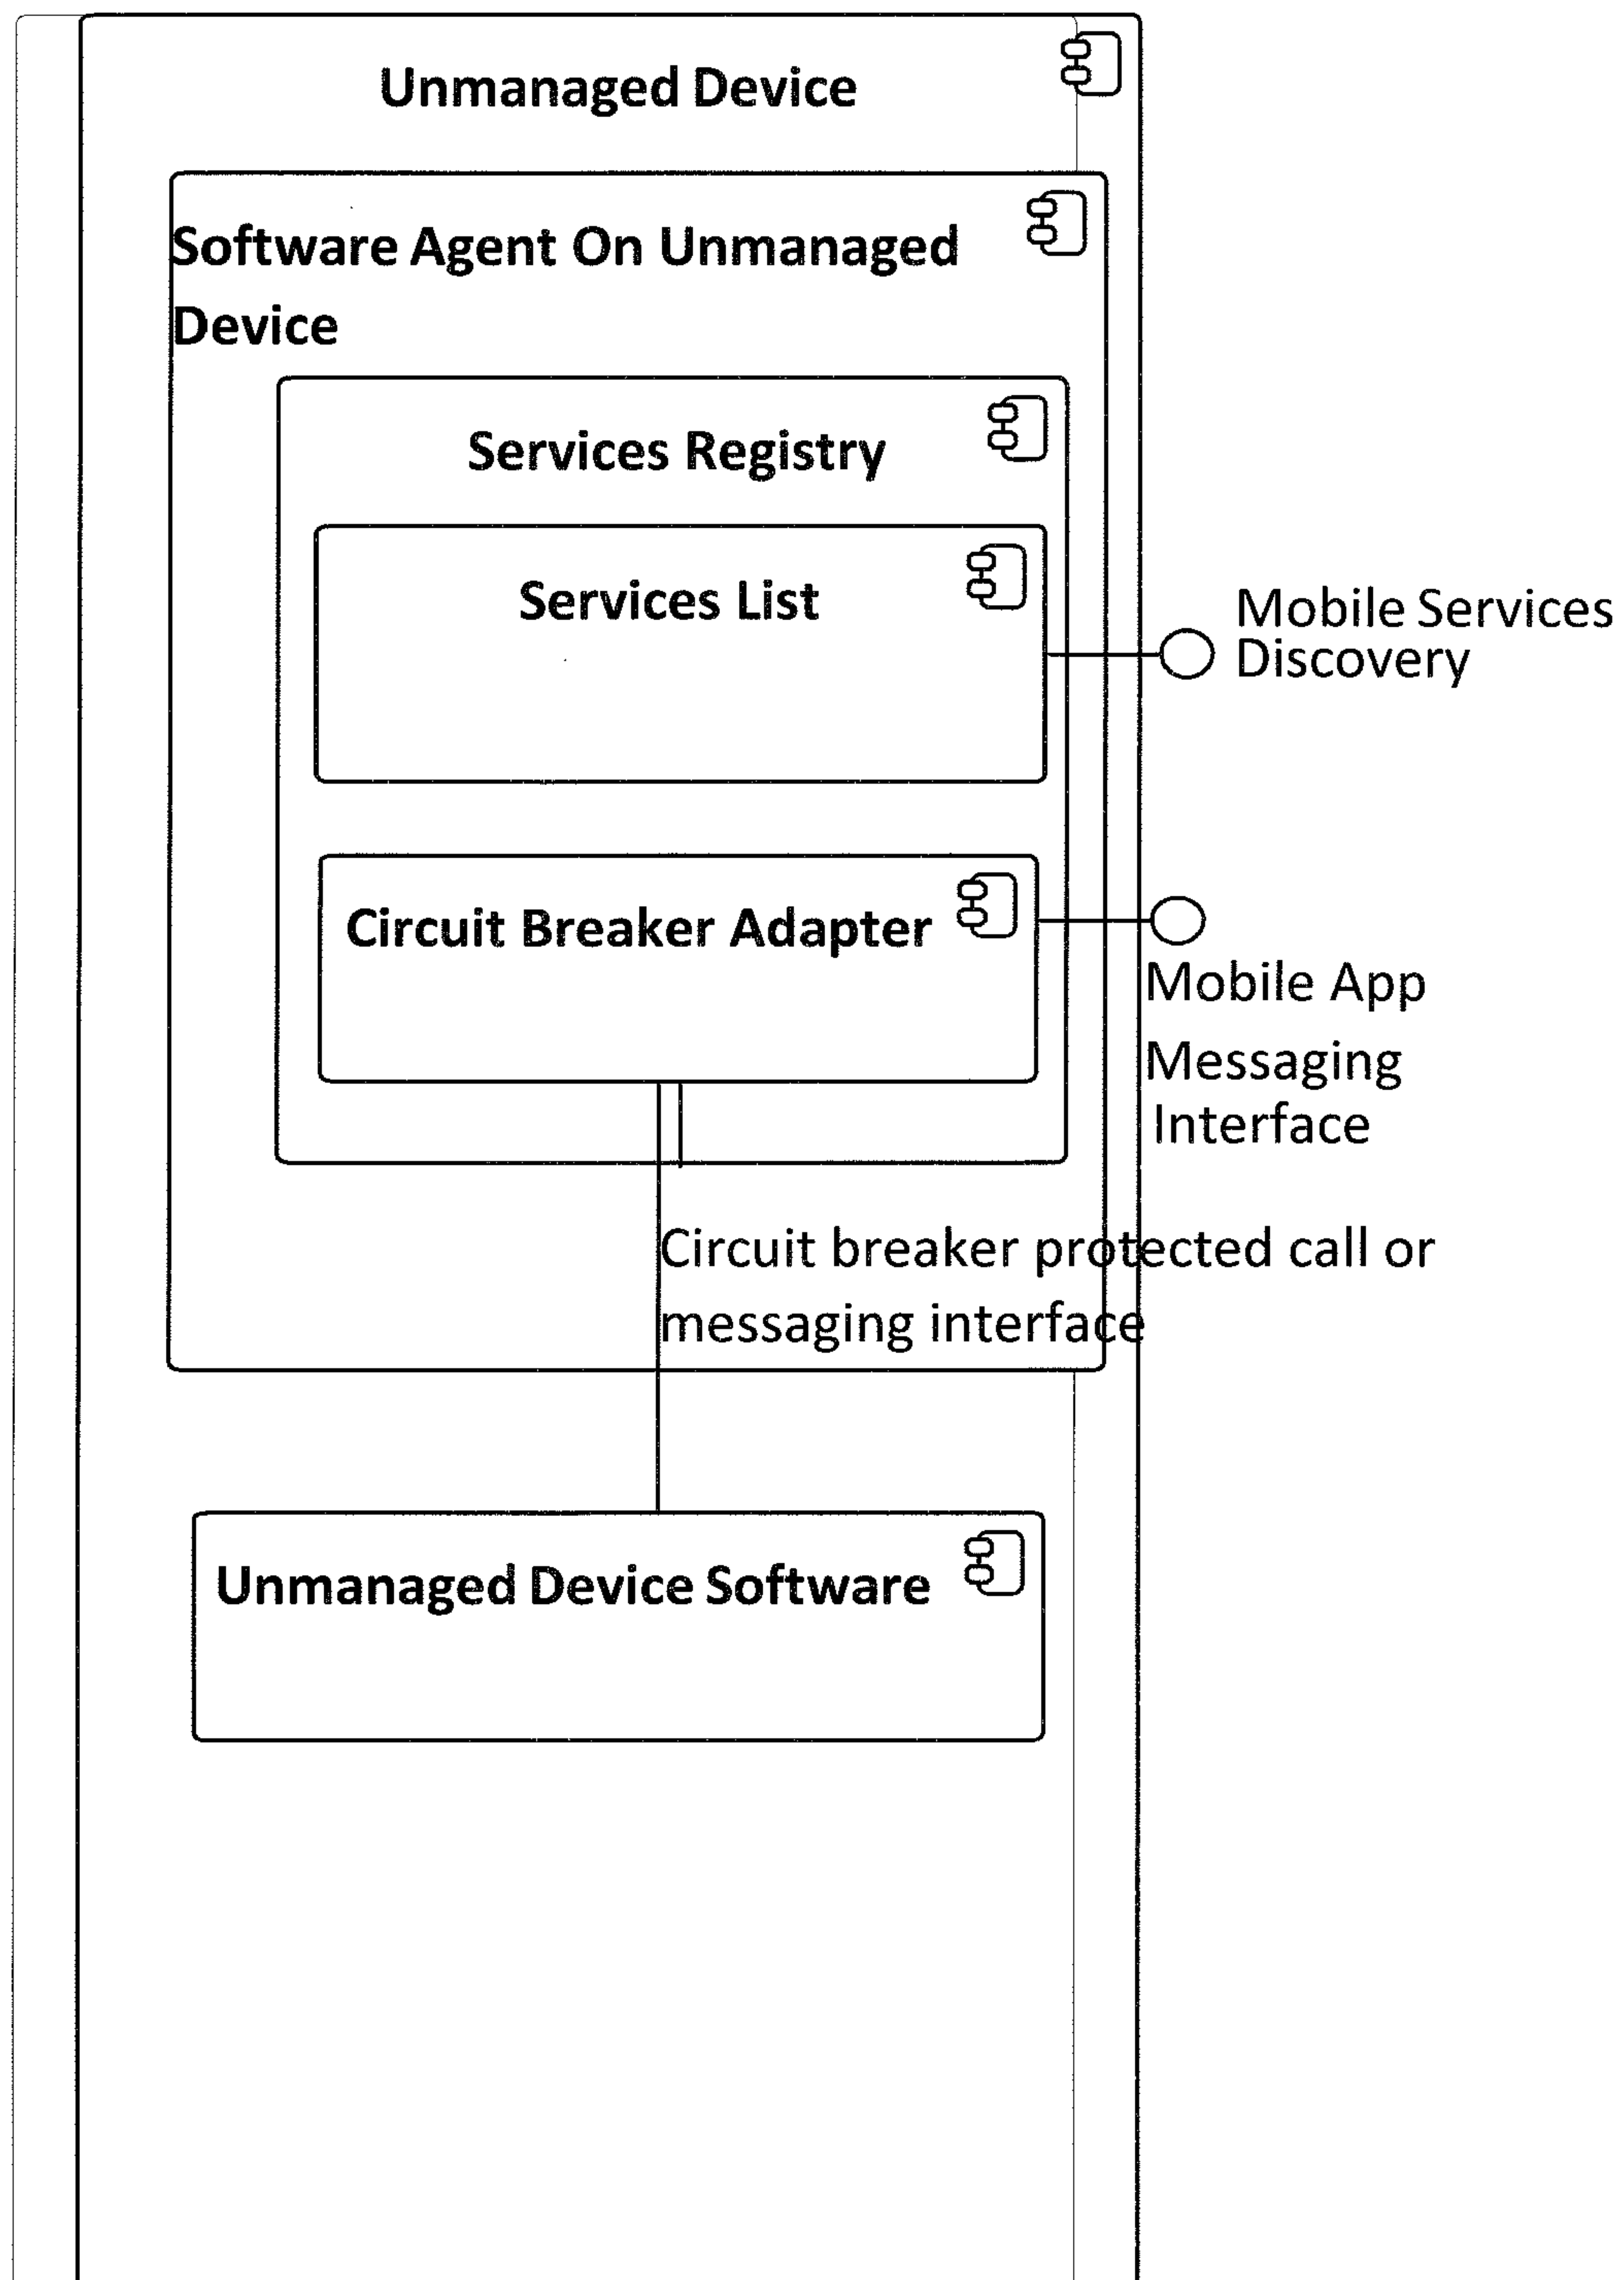 Unmanaged Device
Software Agent On Unmanaged
Device
Services Registry
Services List
Mobile Services
Discovery
Circuit Breaker Adapter
Mobile App
Messaging
Interface
Circuit breaker protected call or
messaging interface
Unmanaged Device Software